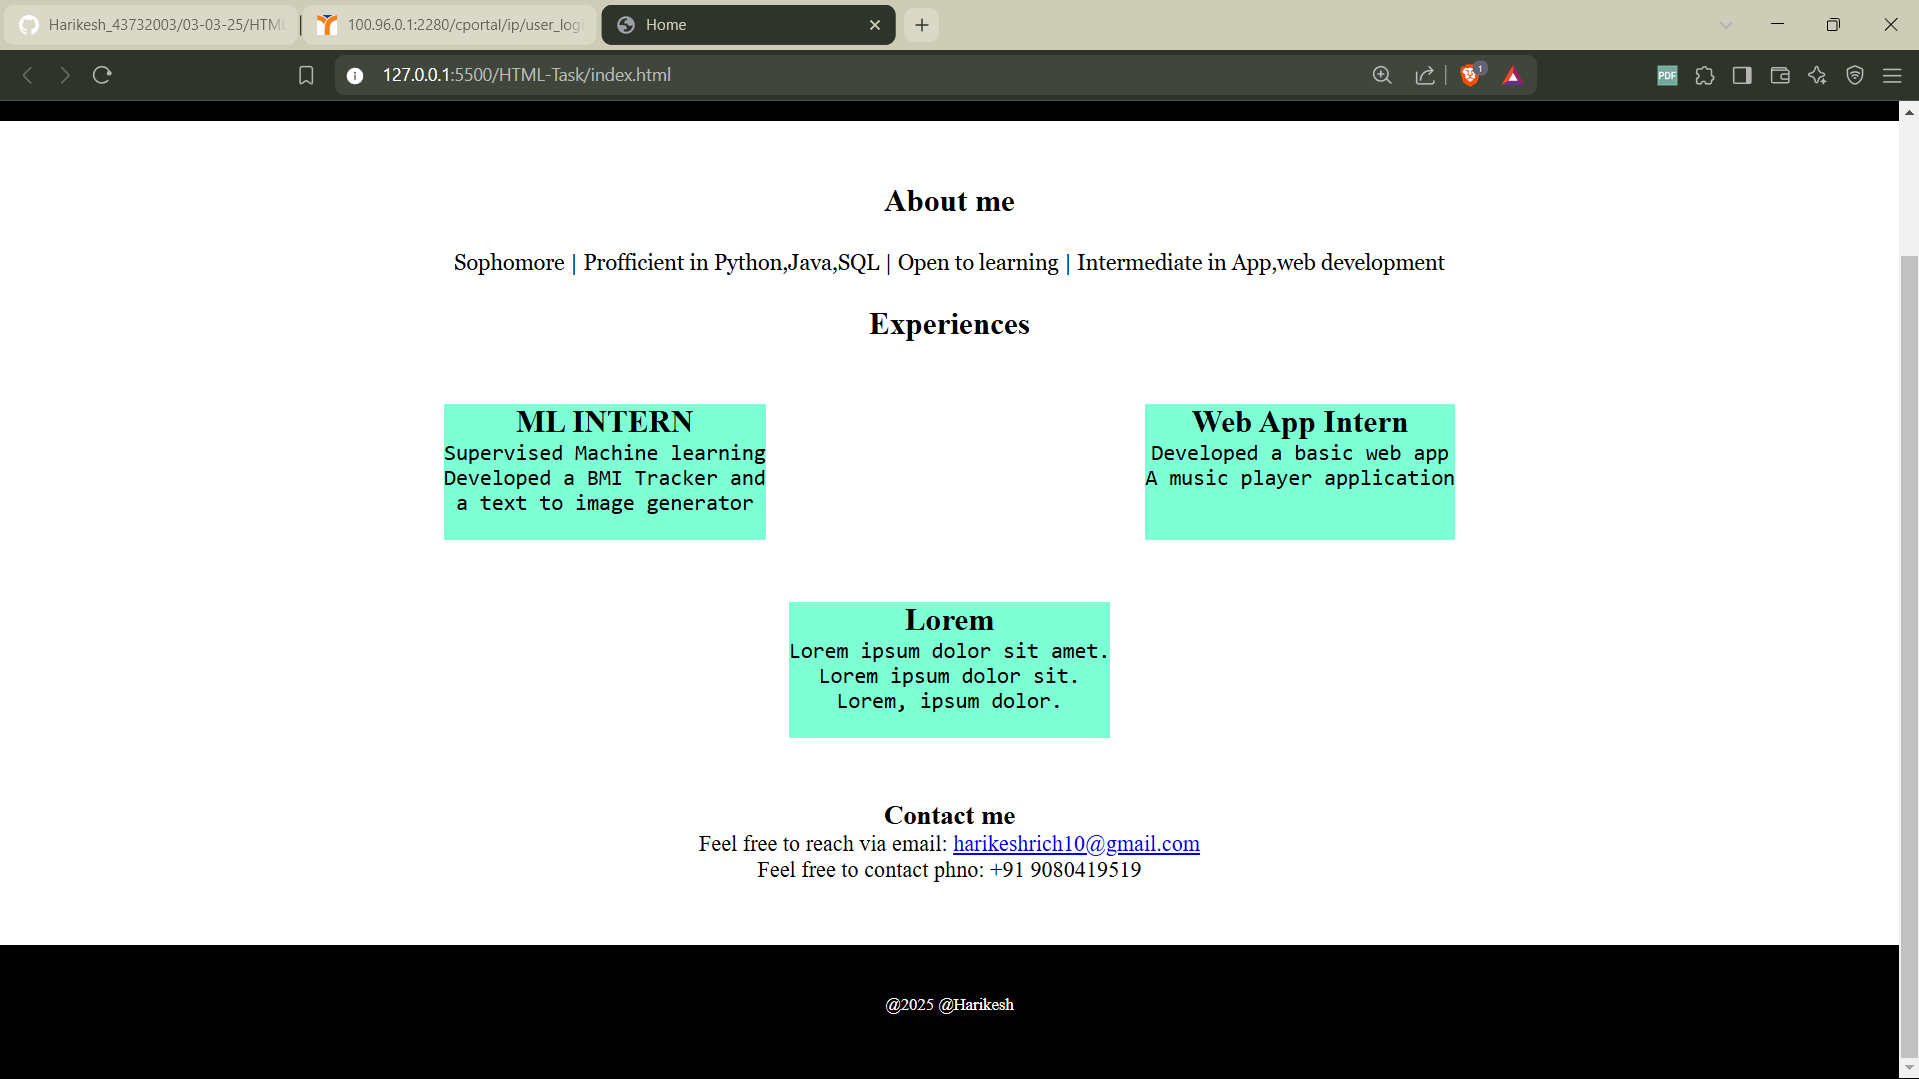 Harikesh_43732003/03-03-25/HTML
100.96.0.1:2280/cportal/ip/user_logi
Home
127.0.0.1:5500/HTML-Task/index.html
1
PDF
About me
Sophomore | Profficient in Python,Java,SQL | Open to learning | Intermediate in App,web development
Experiences
ML INTERN
Supervised Machine learning
Developed a BMI Tracker and
a text to image generator
Web App Intern
Developed a basic web app
A music player application
Lorem
Lorem ipsum dolor sit amet.
Lorem ipsum dolor sit.
Lorem, ipsum dolor.
Contact me
Feel free to reach via email: harikeshrich10@gmail.com
Feel free to contact phno: +91 9080419519
@2025 @Harikesh